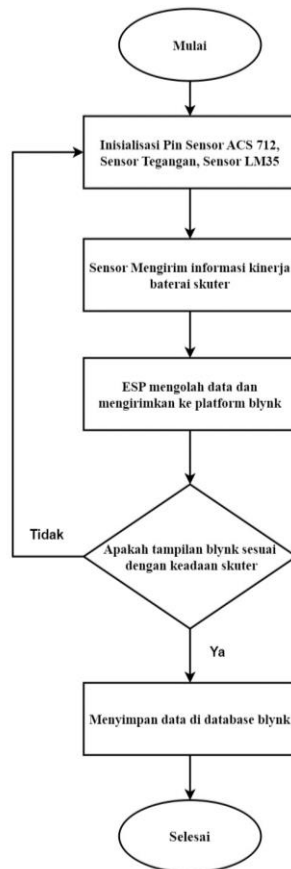 Mulai
Inisialisasi Pin Sensor ACS 712,
Sensor Tegangan, Sensor LM35
Sensor Mengirim informasi kinerja
baterai skuter
ESP mengolah data dan
mengirimkan ke platform blynk
Tidak
Apakah tampilan blynk sesuai
dengan keadaan skuter
Ya
Menyimpan data di database blynk
Selesai